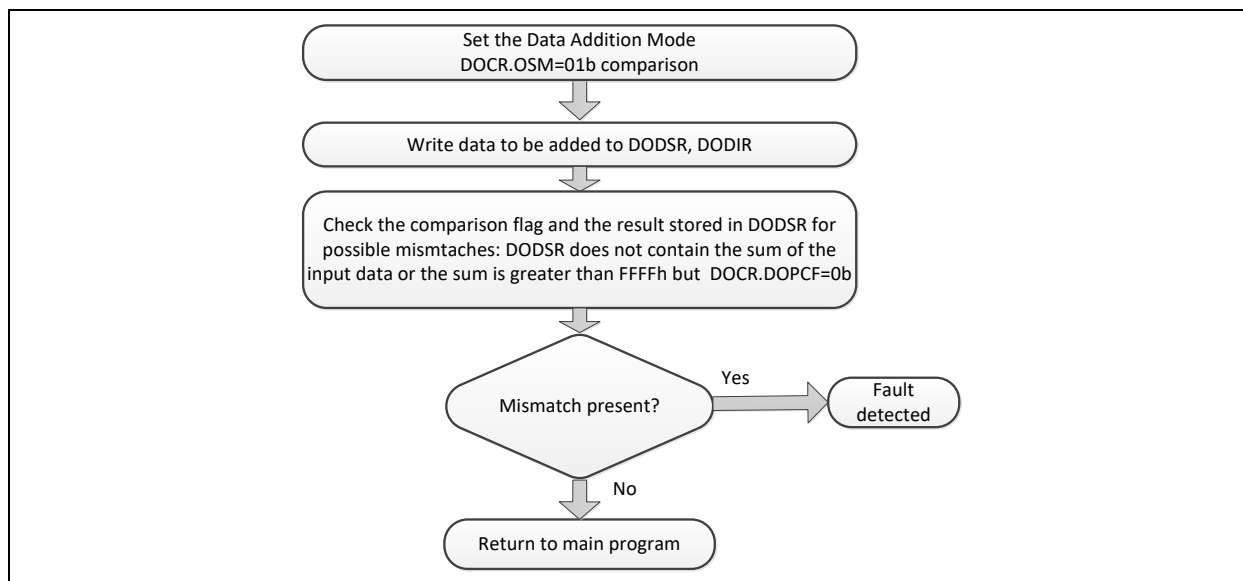 Set the Data Addition Mode
DOCR.OSM=01b comparison
Write data to be added to DODSR, DODIR
Check the comparison flag and the result stored in DODSR for
possible mismtaches: DODSR does not contain the sum of the
input data or the sum is greater than FFFFh but DOCR.DOPCF=0b
Mismatch present?
Yes
Fault
detected
No
Return to main program